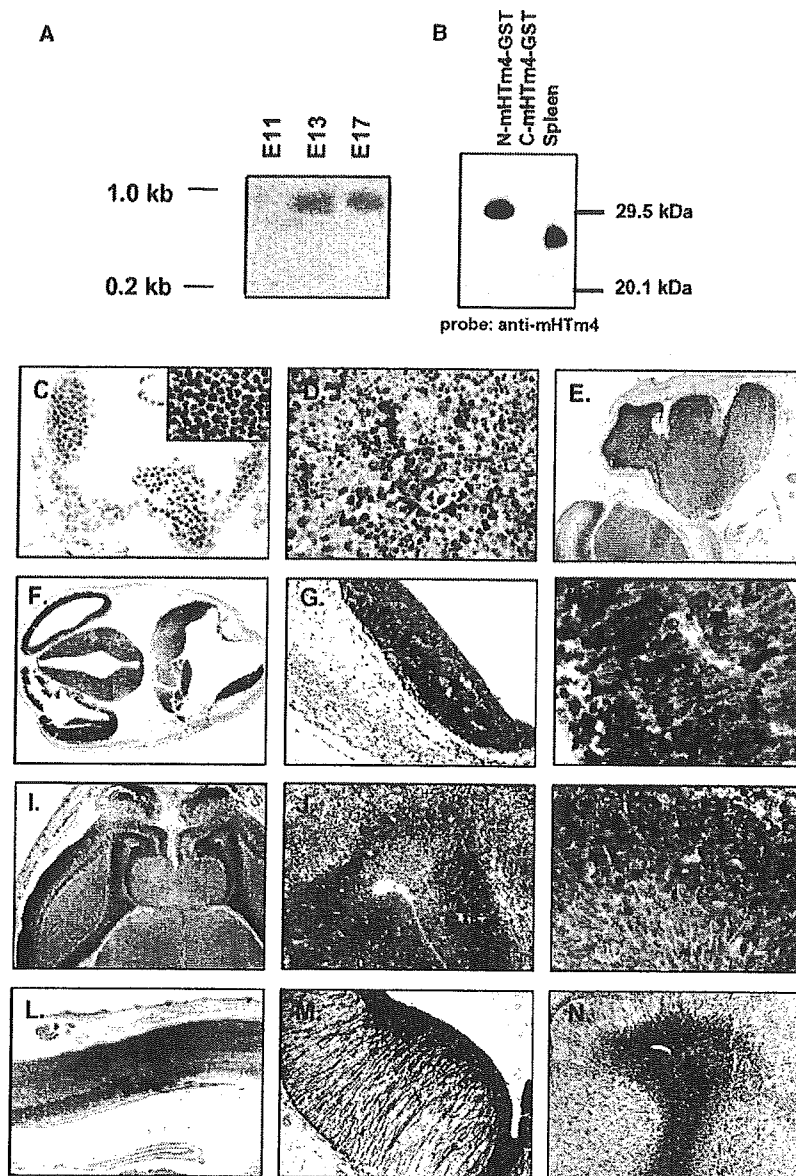 A
B
E11
E13
E17
N-mHTm4-GST
C-mHTm4-GST
Spleen
1.0 kb
0.2 kb
29.5 kDa
20.1 kDa
probe: anti-mHTm4
C.
D.
E.
F.
G.
I.
J.
L.
M.
N.